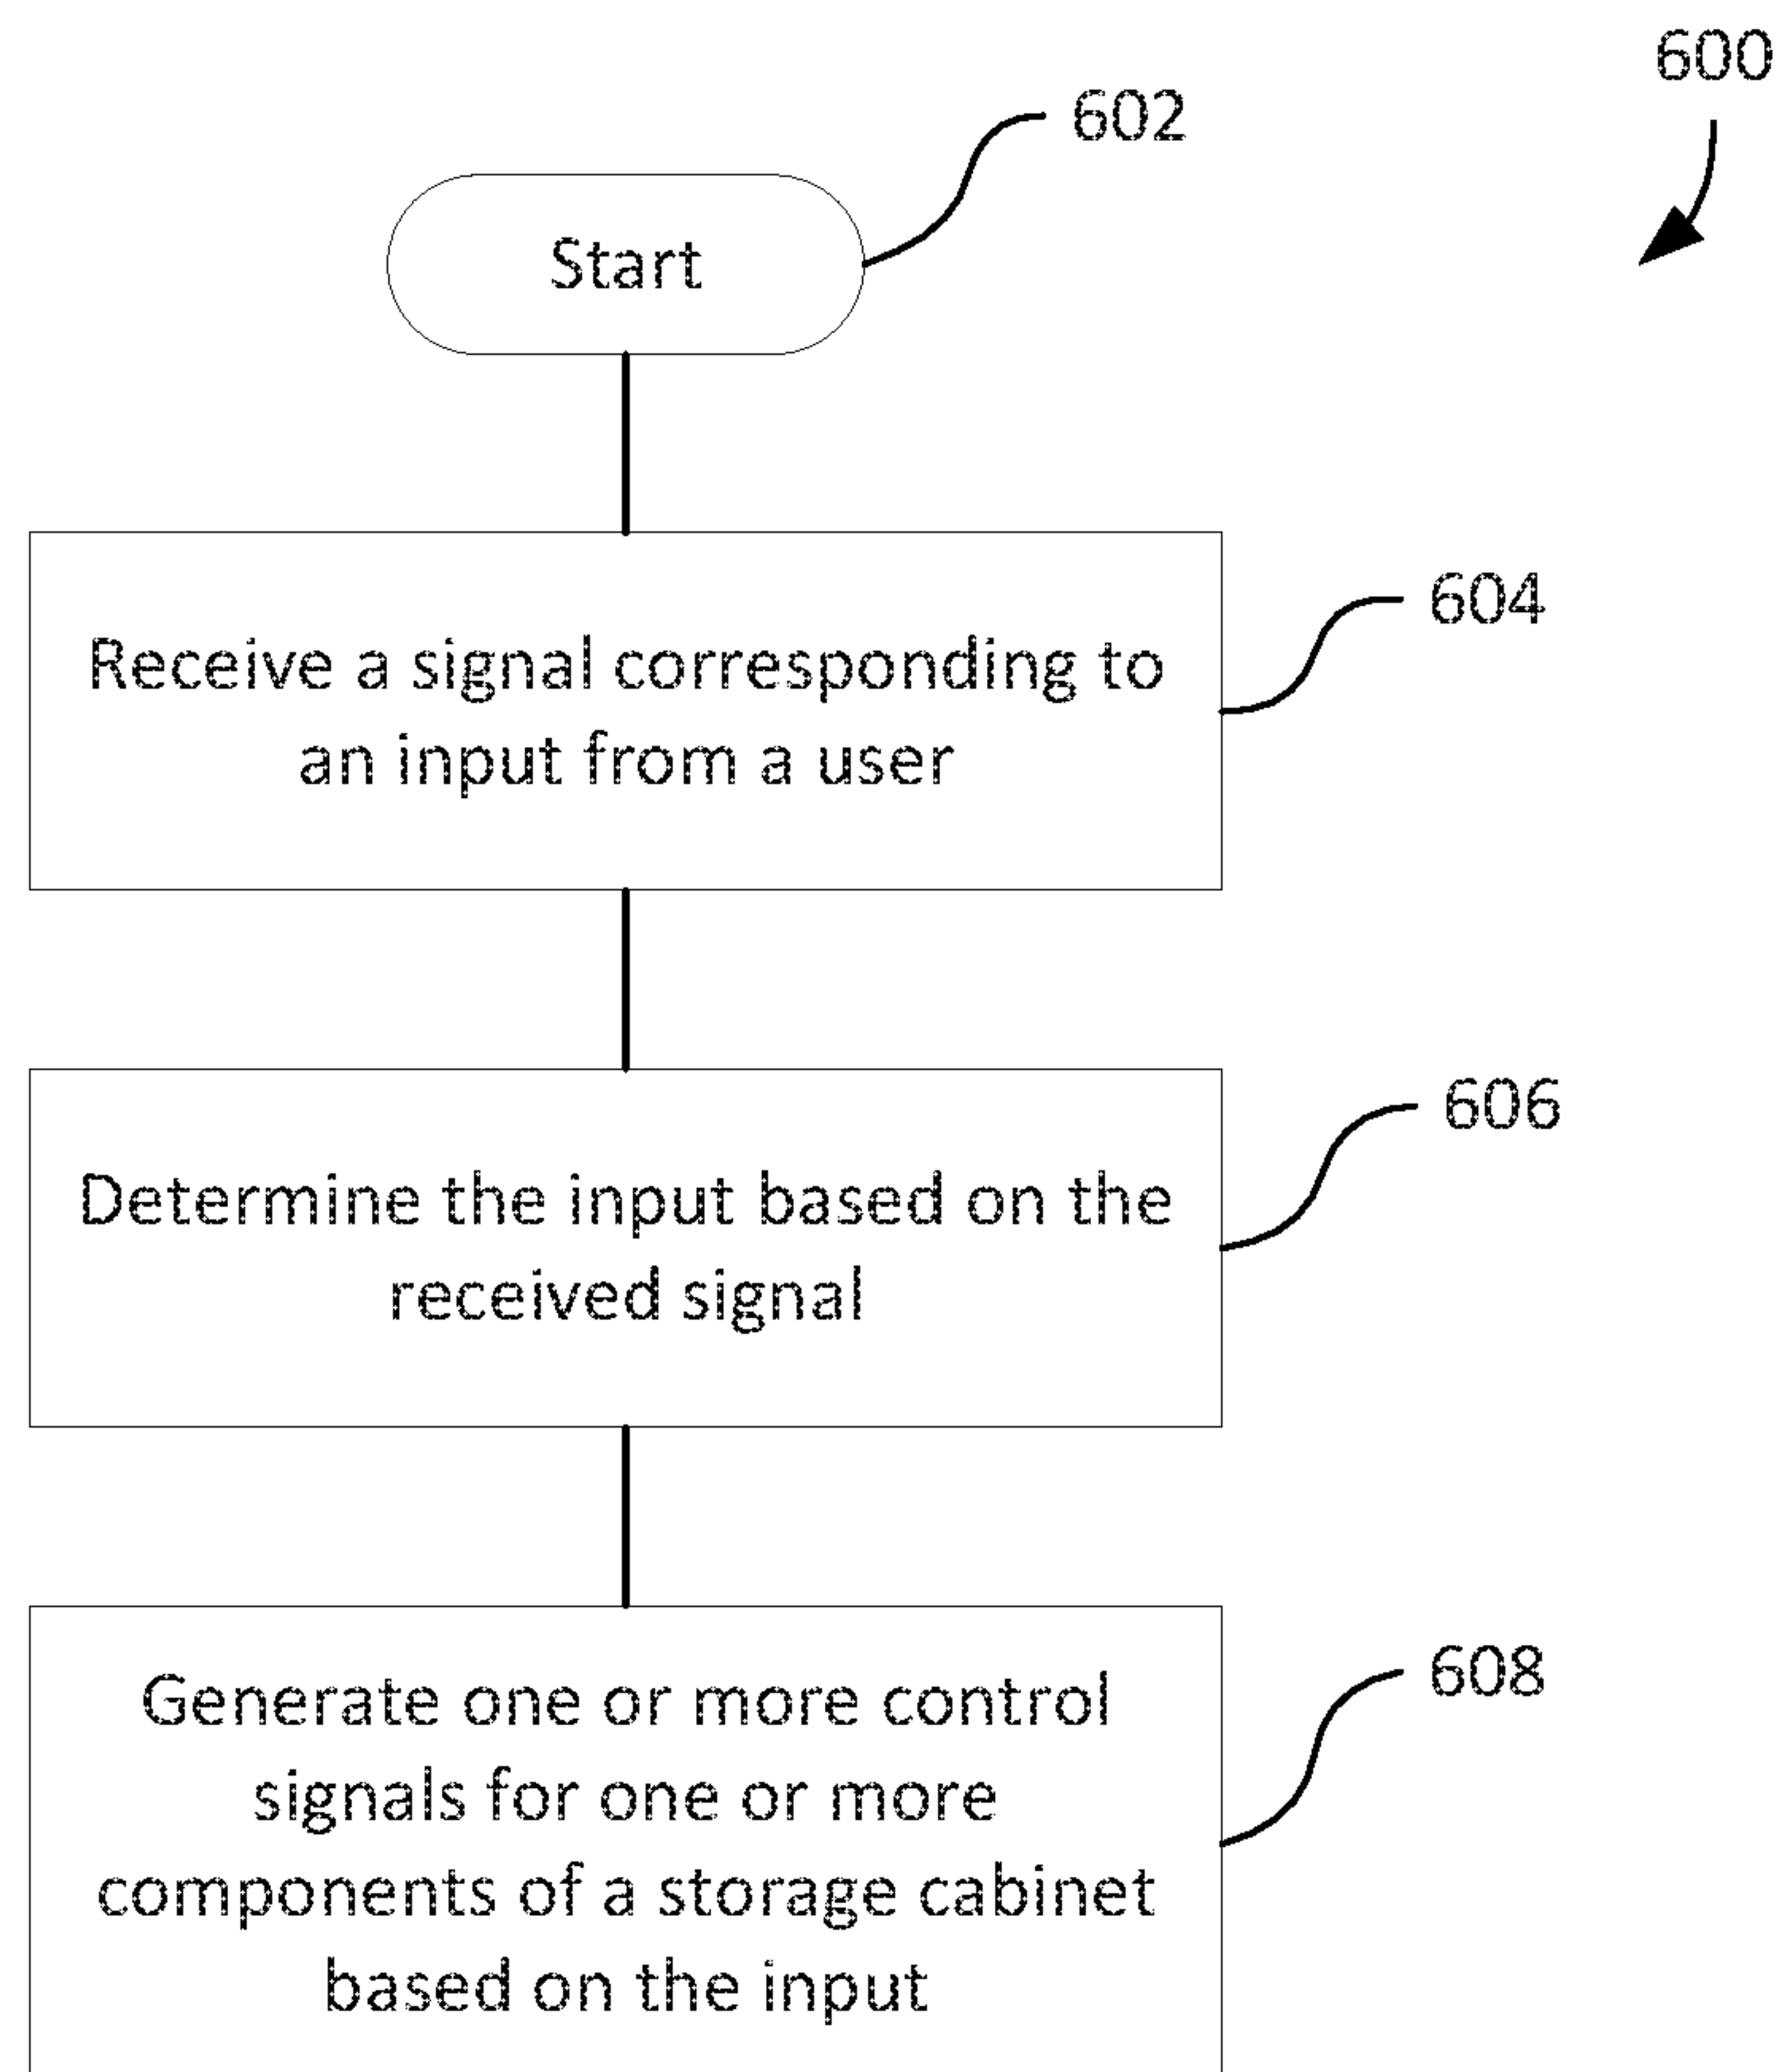 600
602
Start
604
Receive a signal corresponding to
an input from a user
606
Determine the input based on the
received signal
608
Generate one or more control
signals for one or more
components of a storage cabinet
based on the input